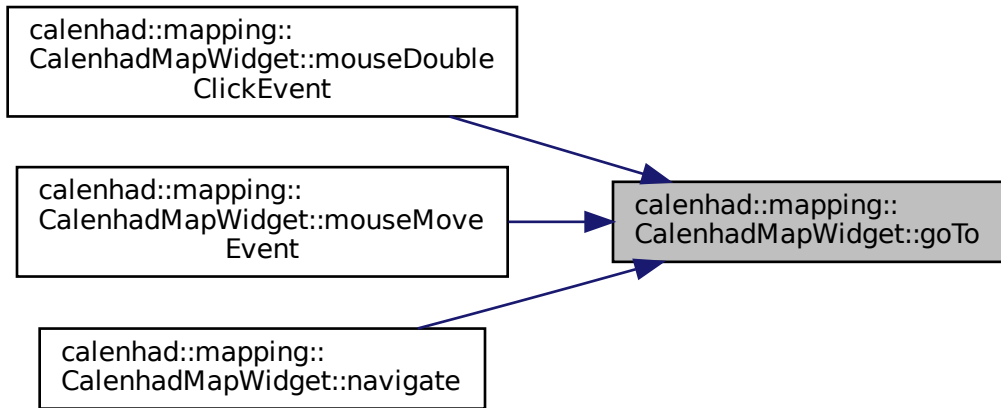 calenhad::mapping::
CalenhadMapWidget::mouseDouble
ClickEvent
calenhad::mapping::
CalenhadMapWidget::mouseMove
Event
calenhad::mapping::
CalenhadMapWidget::goTo
calenhad::mapping::
CalenhadMapWidget::navigate